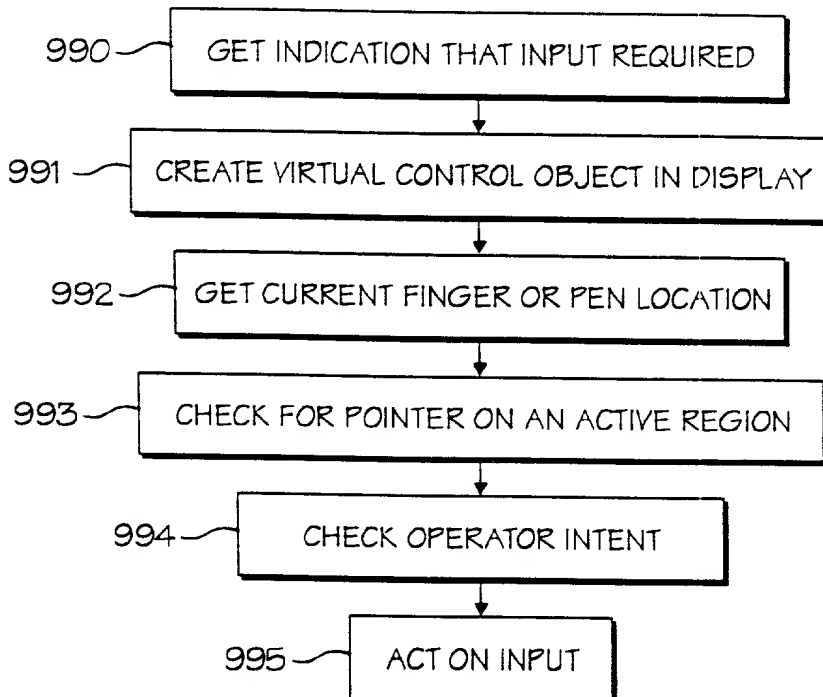 990 GET INDICATION THAT INPUT REQUIRED
991 CREATE VIRTUAL CONTROL OBJECT IN DISPLAY
992 GET CURRENT FINGER OR PEN LOCATION
993 CHECK FOR POINTER ON AN ACTIVE REGION
994 CHECK OPERATOR INTENT
995 ACT ON INPUT